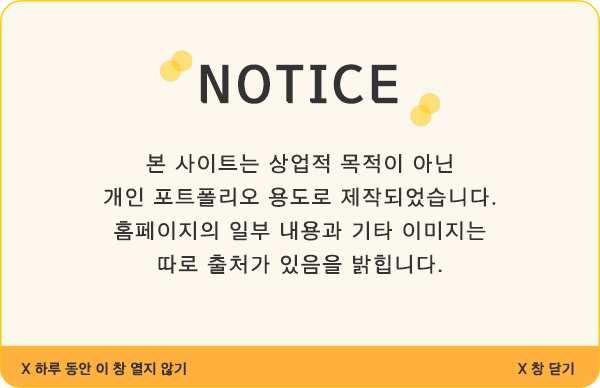 NOTICE
본 사이트는 상업적 목적이 아닌
개인 포트폴리오 용도로 제작되었습니다.
홈페이지의 일부 내용과 기타 이미지는
따로 출처가 있음을 밝힙니다.
X 하루 동안 이 창 열지 않기
X 창 닫기